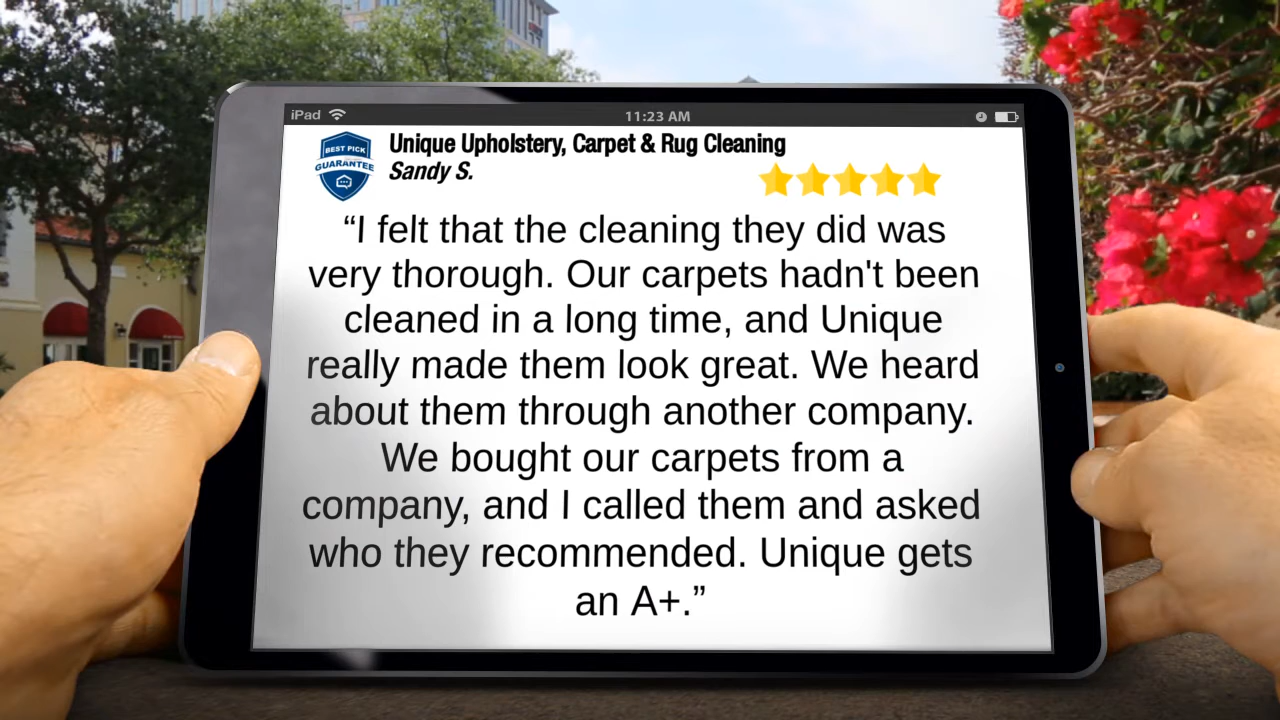 iPad 11:23 AM
BEST PICK
GUARANTEE
Unique Upholstery, Carpet & Rug Cleaning
Sandy S.
“I felt that the cleaning they did was
very thorough. Our carpets hadn't been
cleaned in a long time, and Unique
really made them look great. We heard
about them through another company.
We bought our carpets from a
company, and I called them and asked
who they recommended. Unique gets
an A+.”